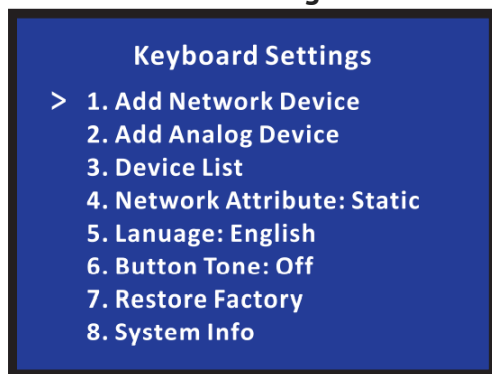 Keyboard Settings
> 1. Add Network Device
2. Add Analog Device
3. Device List
4. Network Attribute: Static
5. Lanuage: English
6. Button Tone: Off
7. Restore Factory
8. System Info